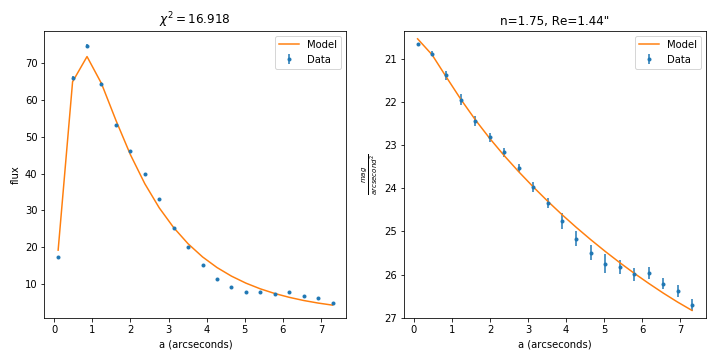 χ² = 16.918
Model
Data
flux
70
60
50
40
30
20
10
0 1 2 3 4 5 6 7
a (arcseconds)
n=1.75, Re=1.44"
Model
Data
mag/arcsecond²
21
22
23
24
25
26
27
0 1 2 3 4 5 6 7
a (arcseconds)